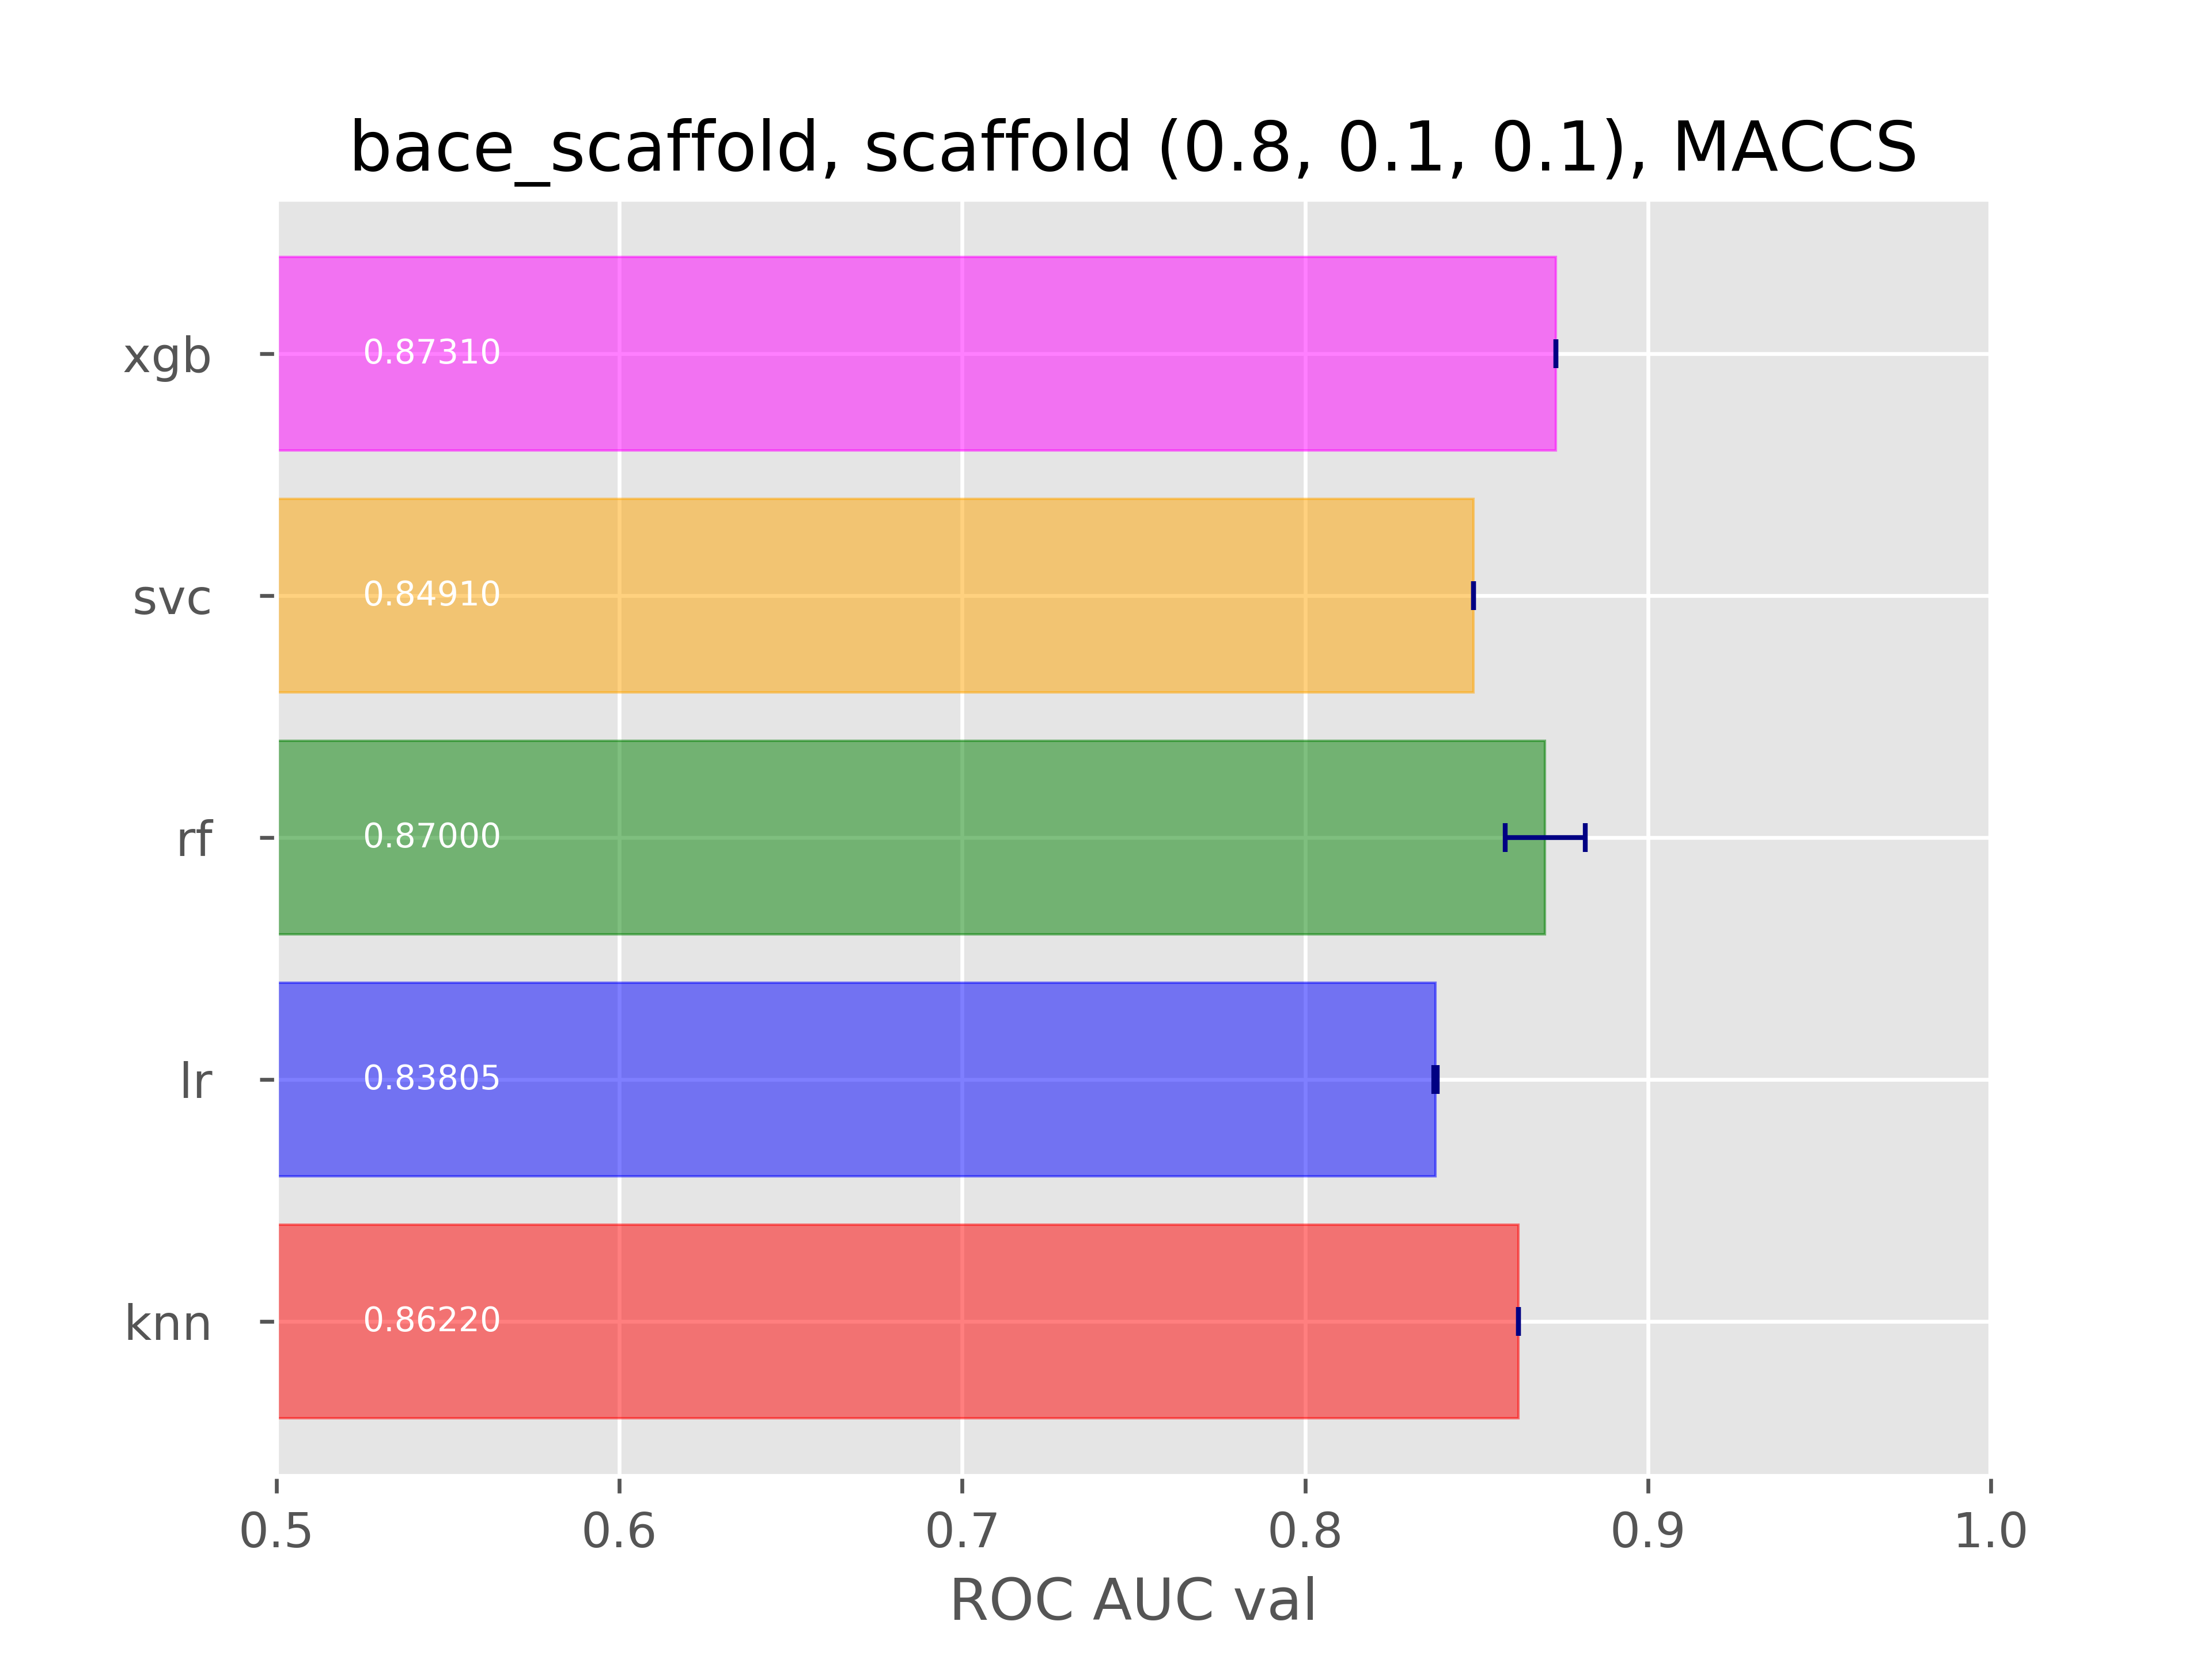 bace_scaffold, scaffold (0.8, 0.1, 0.1), MACCS
xgb
0.87310
svc
0.84910
rf
0.87000
lr
0.83805
knn
0.86220
0.5 0.6 0.7 0.8 0.9 1.0
ROC AUC val